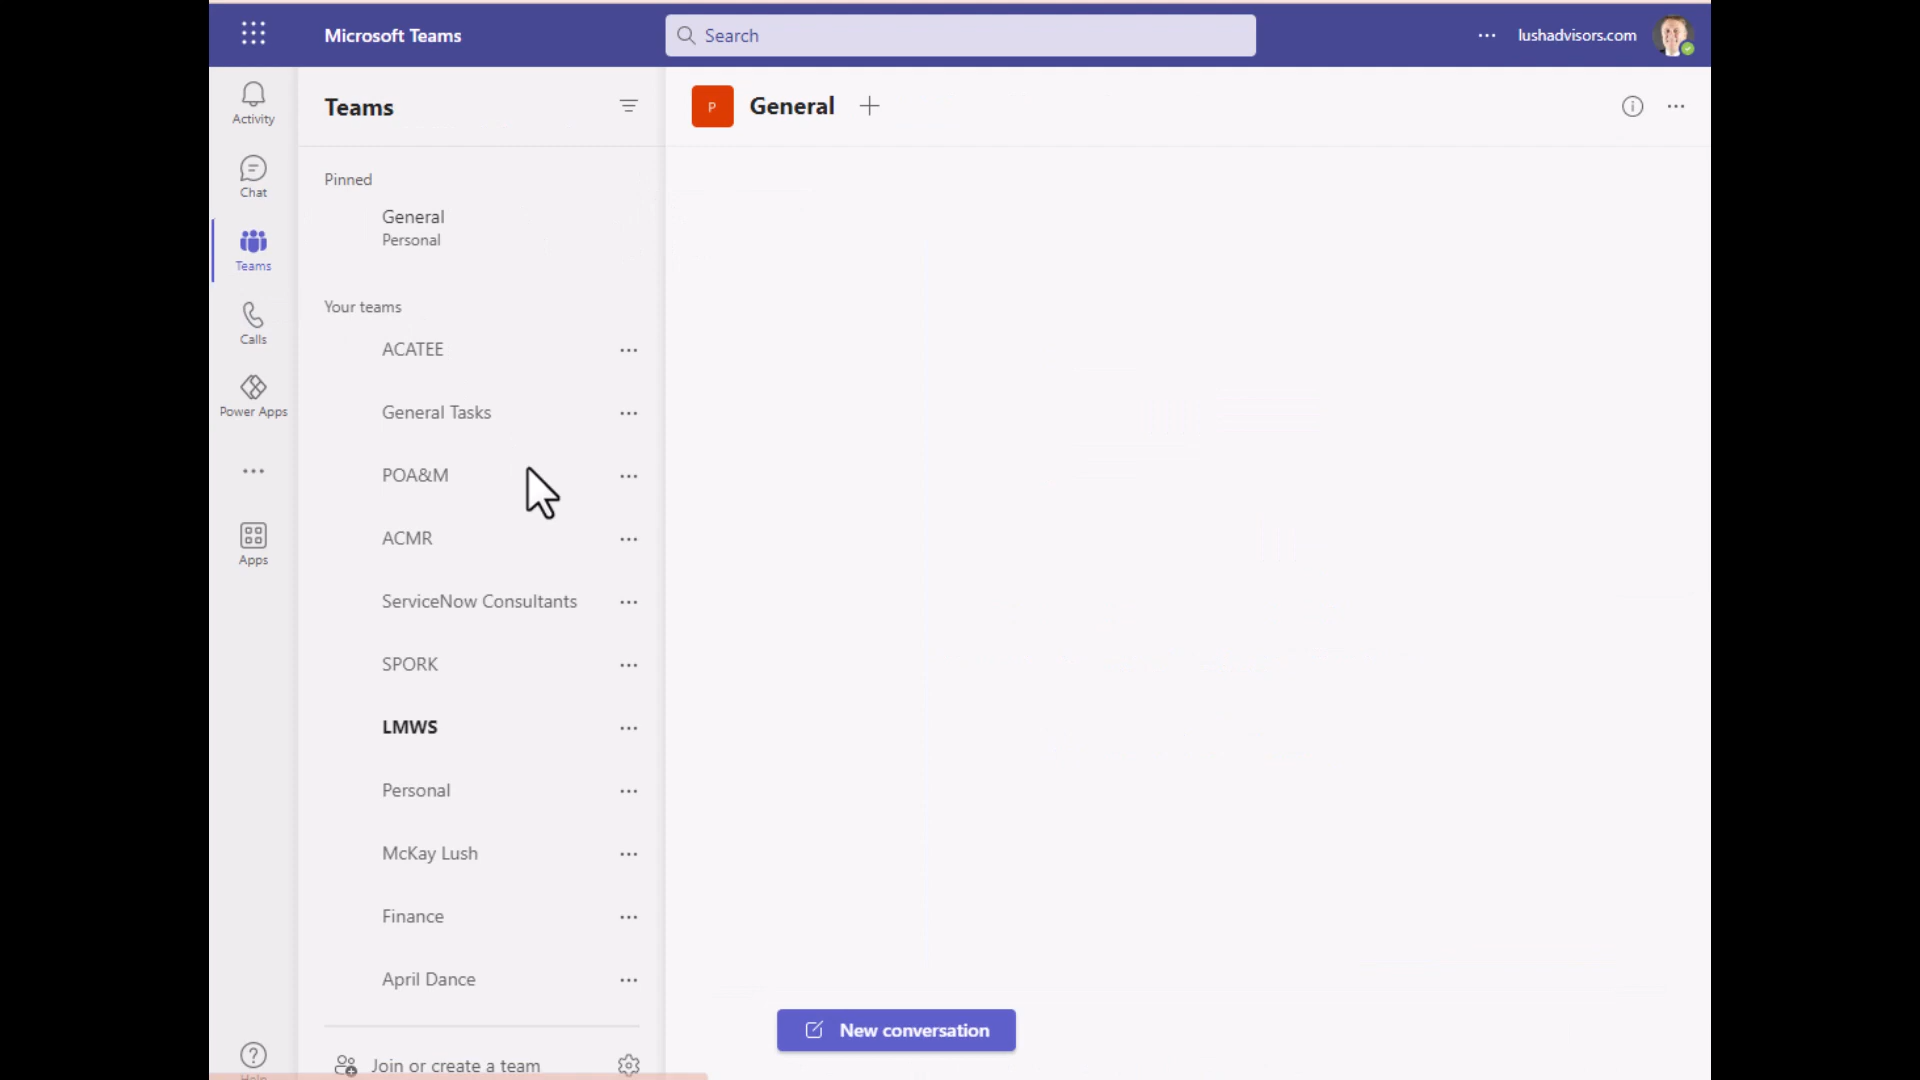 Microsoft Teams
Search
lushadvisors.com
Activity
Chat
Teams
Calls
Power Apps
Apps
Help
Teams
Pinned
General
Personal
Your teams
ACATEE
General Tasks
POA&M
ACMR
ServiceNow Consultants
SPORK
LMWS
Personal
McKay Lush
Finance
April Dance
Join or create a team
P
General
New conversation